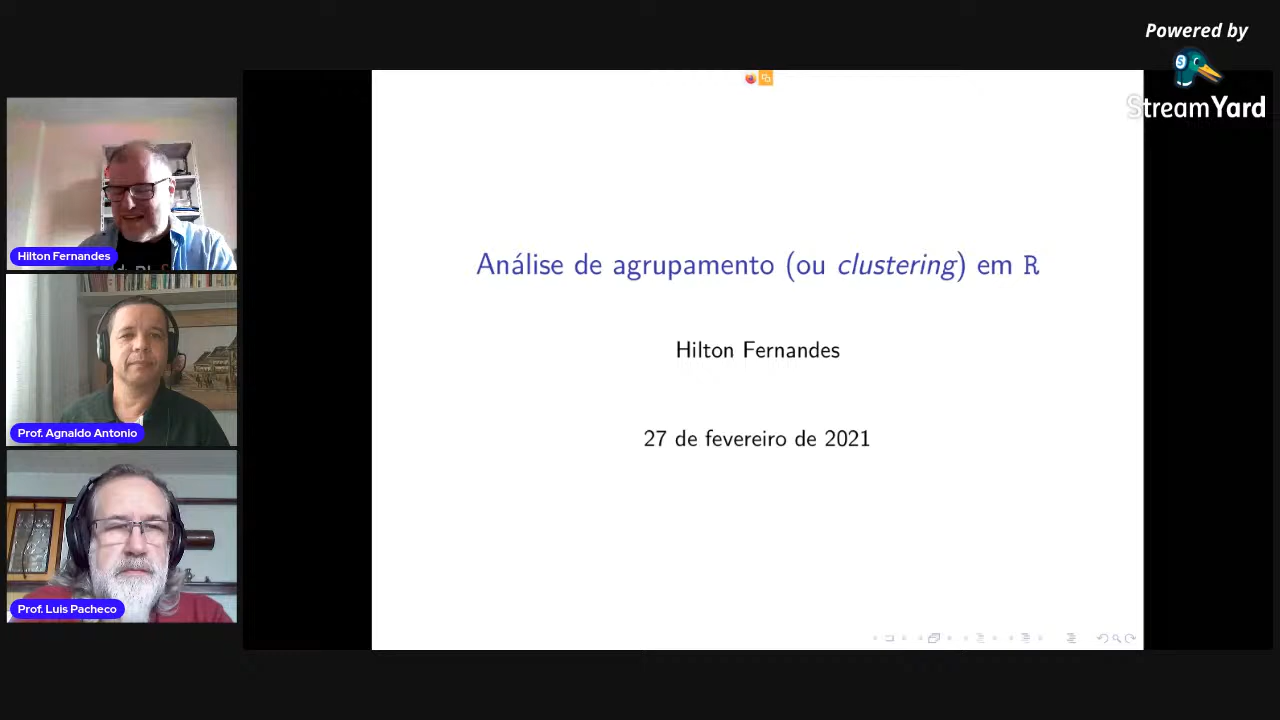 Powered by
StreamYard
Análise de agrupamento (ou clustering) em R
Hilton Fernandes
27 de fevereiro de 2021
Hilton Fernandes
Prof. Agnaldo Antonio
Prof. Luis Pacheco